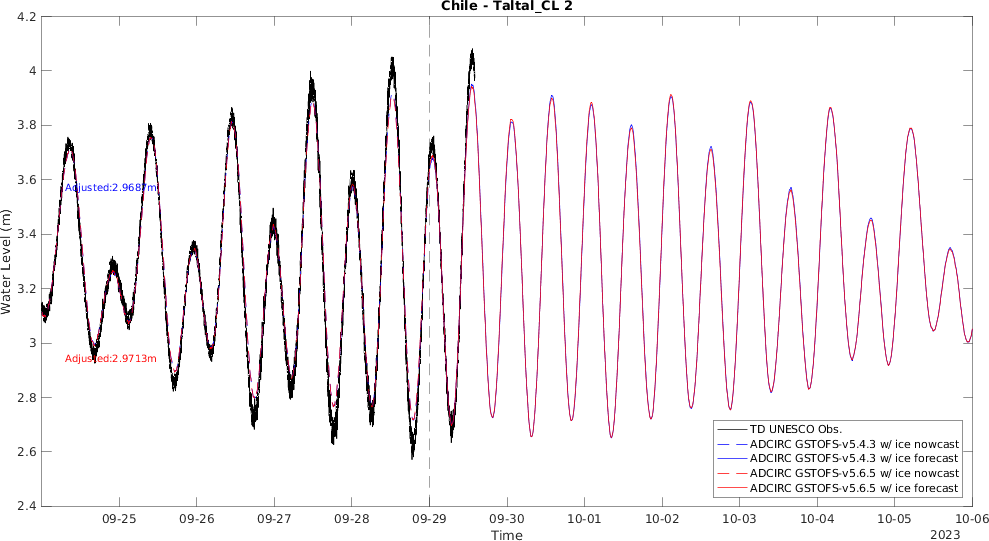 Chile - Taltal_CL 2
4.2
4
3.8
3.6
3.4
3.2
3
2.8
2.6
2.4
Water Level (m)
Adjusted:2.9687m
Adjusted:2.9713m
TD UNESCO Obs.
ADCIRC GSTOFS-v5.4.3 w/ ice nowcast
ADCIRC GSTOFS-v5.4.3 w/ ice forecast
ADCIRC GSTOFS-v5.6.5 w/ ice nowcast
ADCIRC GSTOFS-v5.6.5 w/ ice forecast
09-25 09-26 09-27 09-28 09-29 09-30 10-01 10-02 10-03 10-04 10-05 10-06
Time
2023